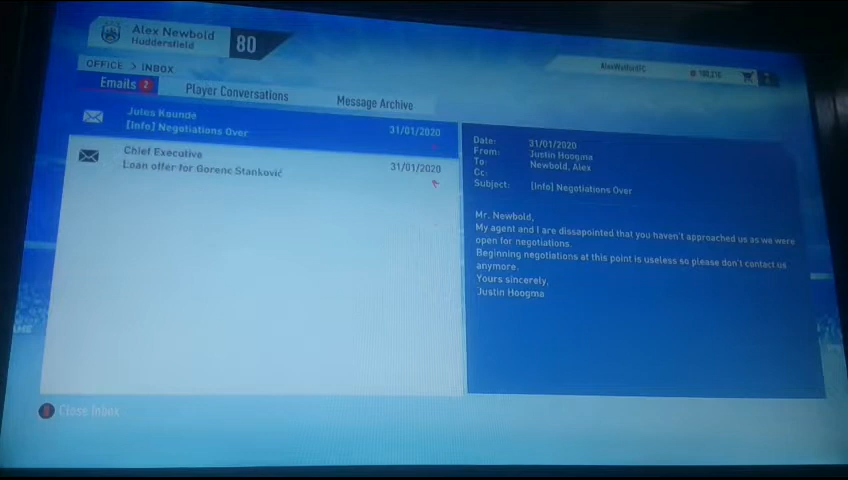 Alex Newbold
Huddersfield
80
OFFICE > INBOX
AlexWatfordFC
Emails 2
Player Conversations
Message Archive
Jules Kounde
[Info] Negotiations Over
31/01/2020
Chief Executive
Loan offer for Gorenc Stanković
31/01/2020
Date: 31/01/2020
From: Justin Hoogma
To: Newbold, Alex
Cc:
Subject: [Info] Negotiations Over
Mr. Newbold,
My agent and I are dissapointed that you haven't approached us as we were
open for negotiations.
Beginning negotiations at this point is useless so please don't contact us
anymore.
Yours sincerely,
Justin Hoogma
Close Inbox